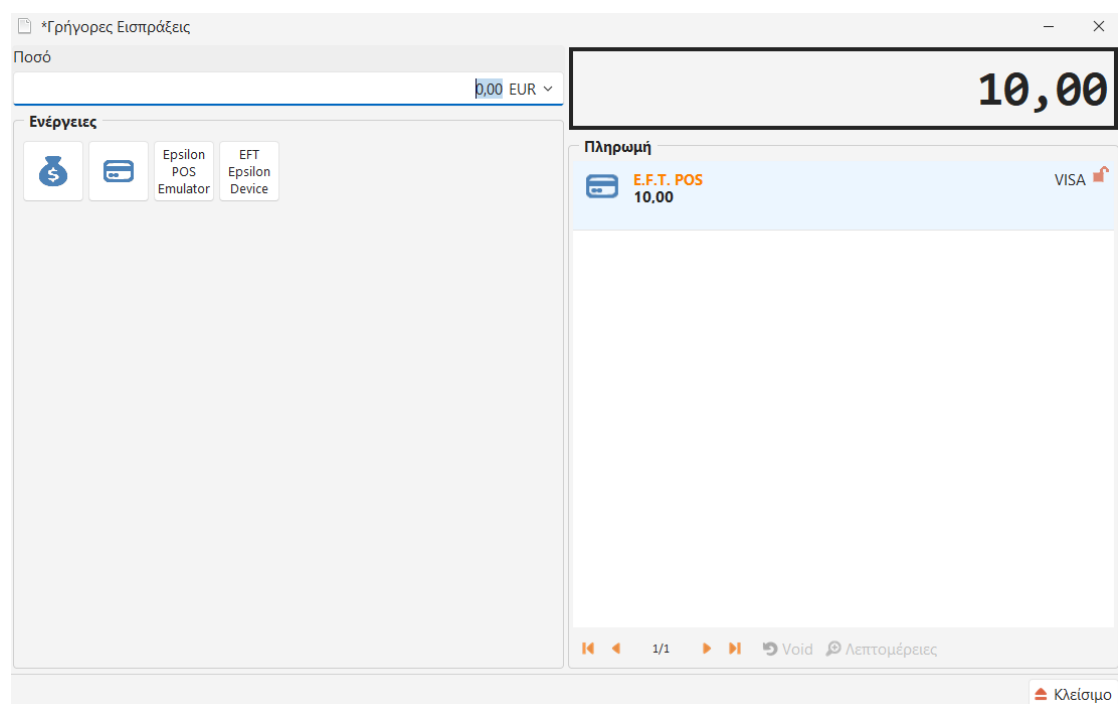 *Γρήγορες Εισπράξεις
Ποσό
0,00 EUR
10,00
Ενέργειες
Epsilon
POS
Emulator
EFT
Epsilon
Device
Πληρωμή
E.F.T. POS
VISA
10,00
1/1
Void
Λεπτομέρειες
Κλείσιμο